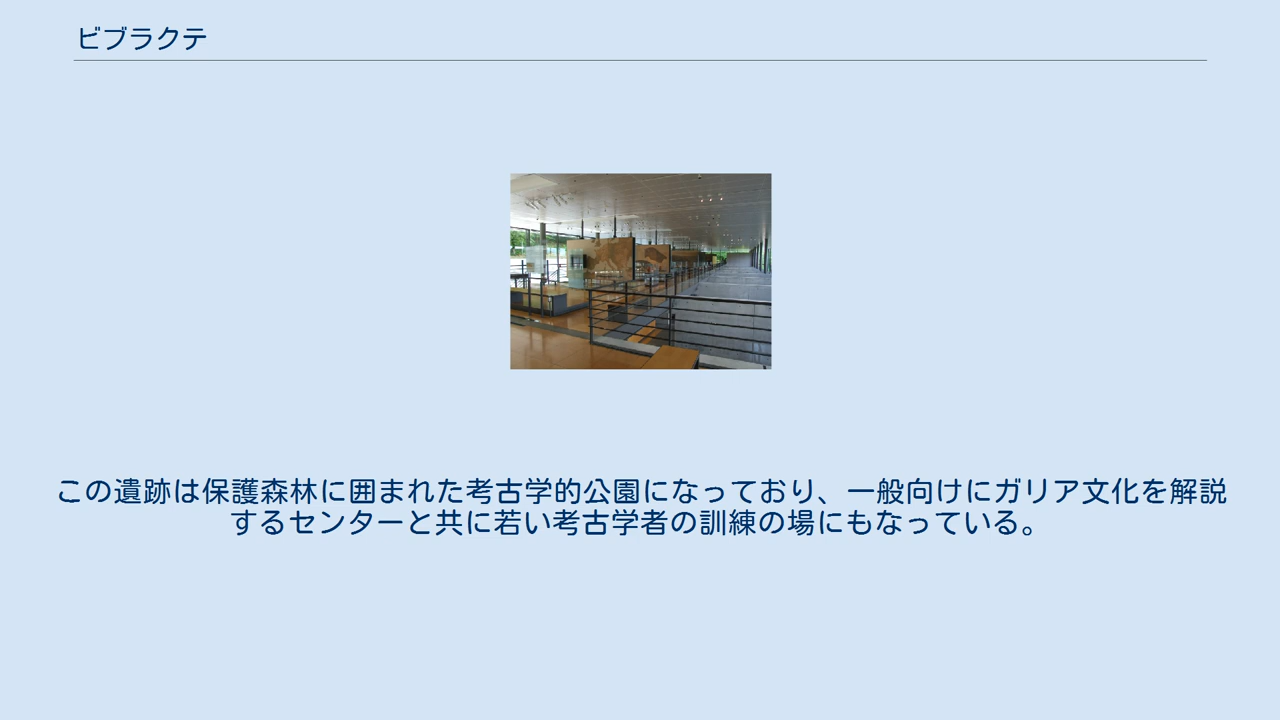 ビブラクテ
この遺跡は保護森林に囲まれた考古学的公園になっており、一般向けにガリア文化を解説
するセンターと共に若い考古学者の訓練の場にもなっている。